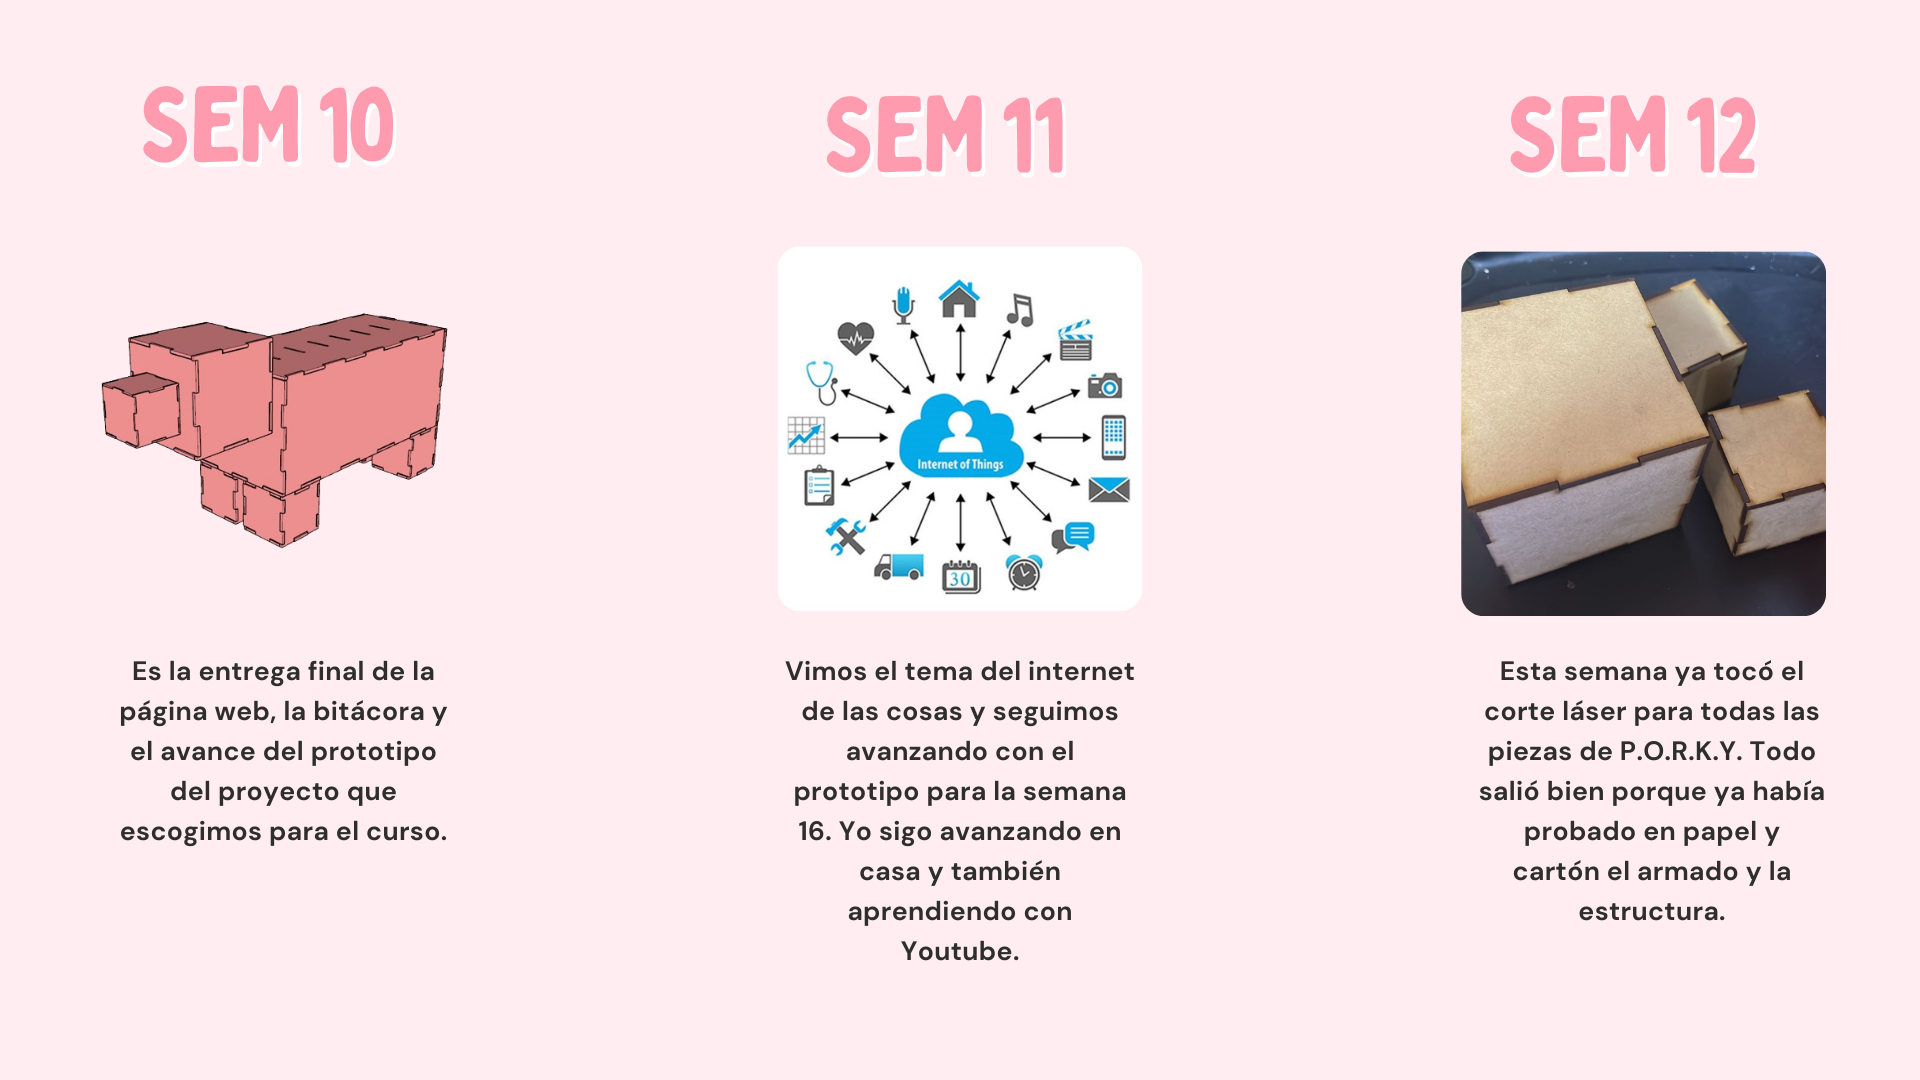 SEM 10
Es la entrega final de la
página web, la bitácora y
el avance del prototipo
del proyecto que
escogimos para el curso.
SEM 11
Internet of Things
30
Vimos el tema del internet
de las cosas y seguimos
avanzando con el
prototipo para la semana
16. Yo sigo avanzando en
casa y también
aprendiendo con
Youtube.
SEM 12
Esta semana ya tocó el
corte láser para todas las
piezas de P.O.R.K.Y. Todo
salió bien porque ya había
probado en papel y
cartón el armado y la
estructura.